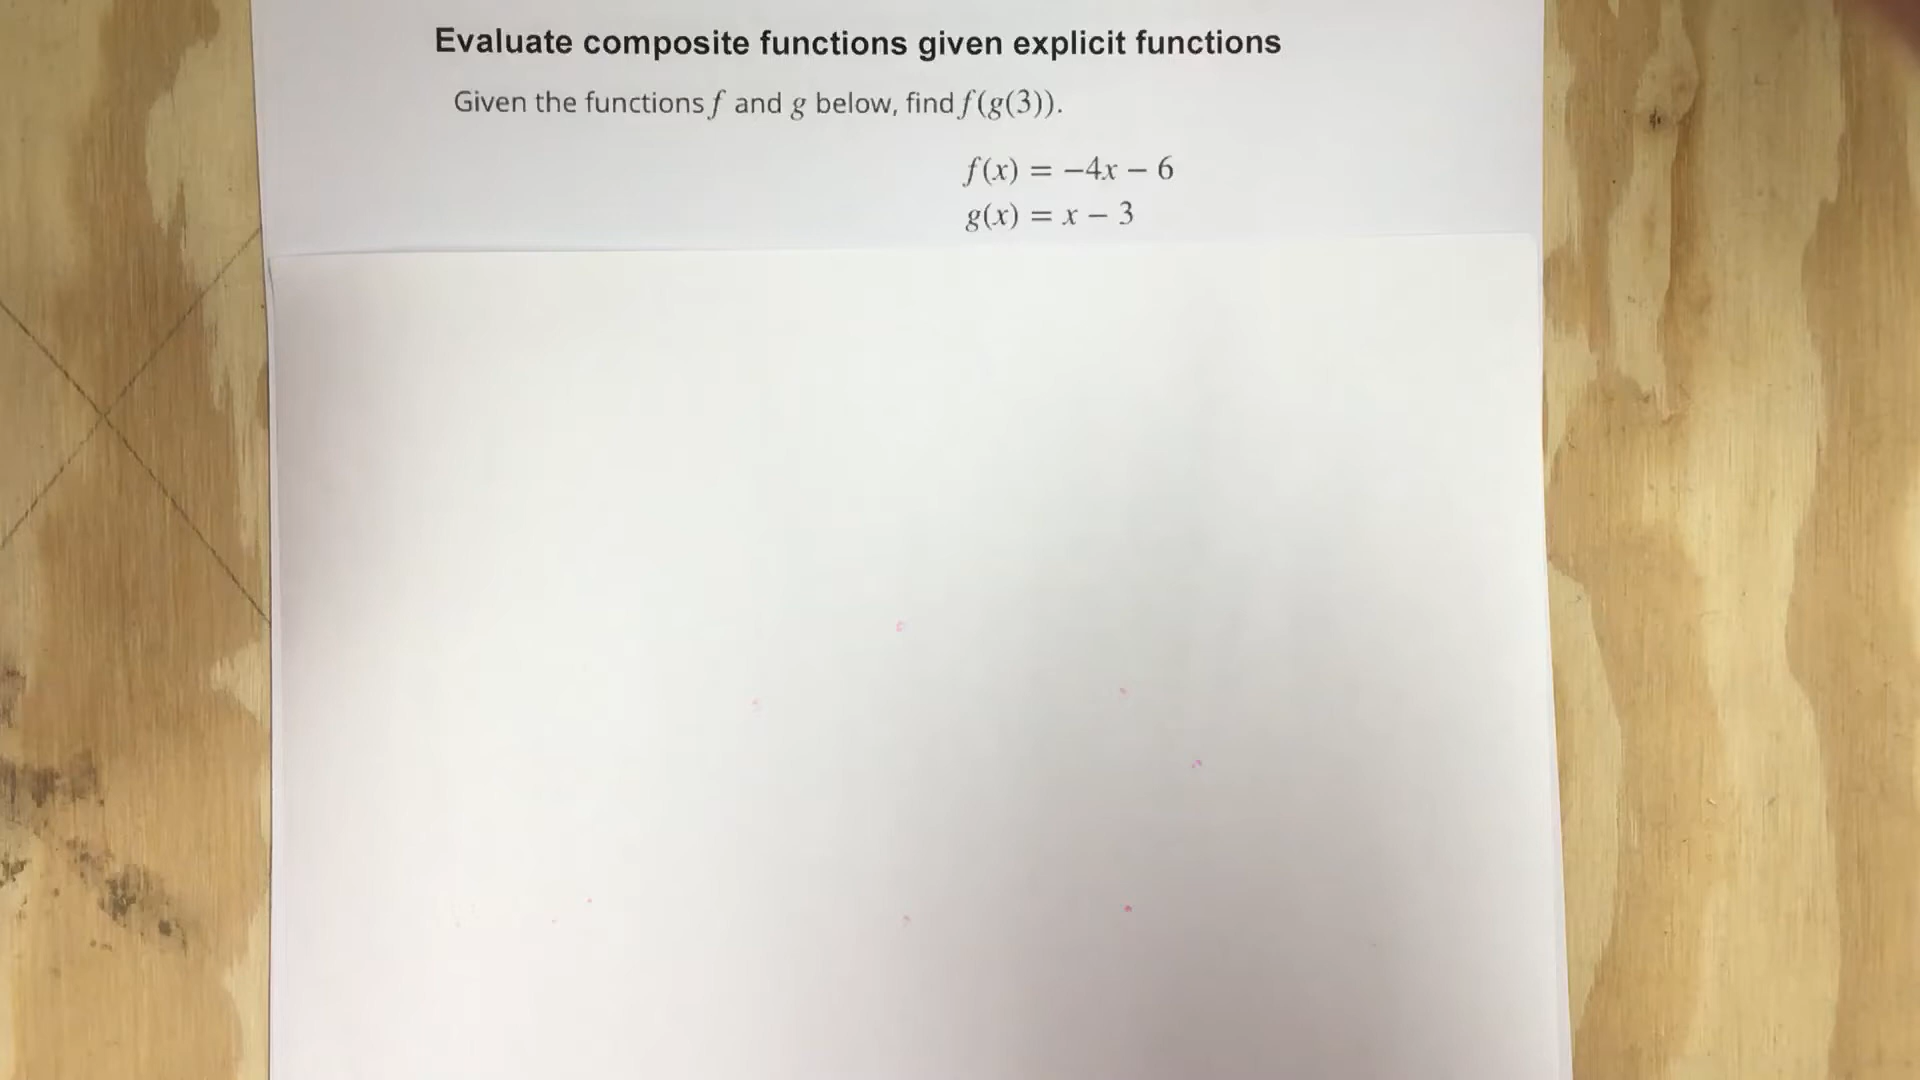 Evaluate composite functions given explicit functions
Given the functions f and g below, find f(g(3)).
f(x) = −4x − 6
g(x) = x − 3